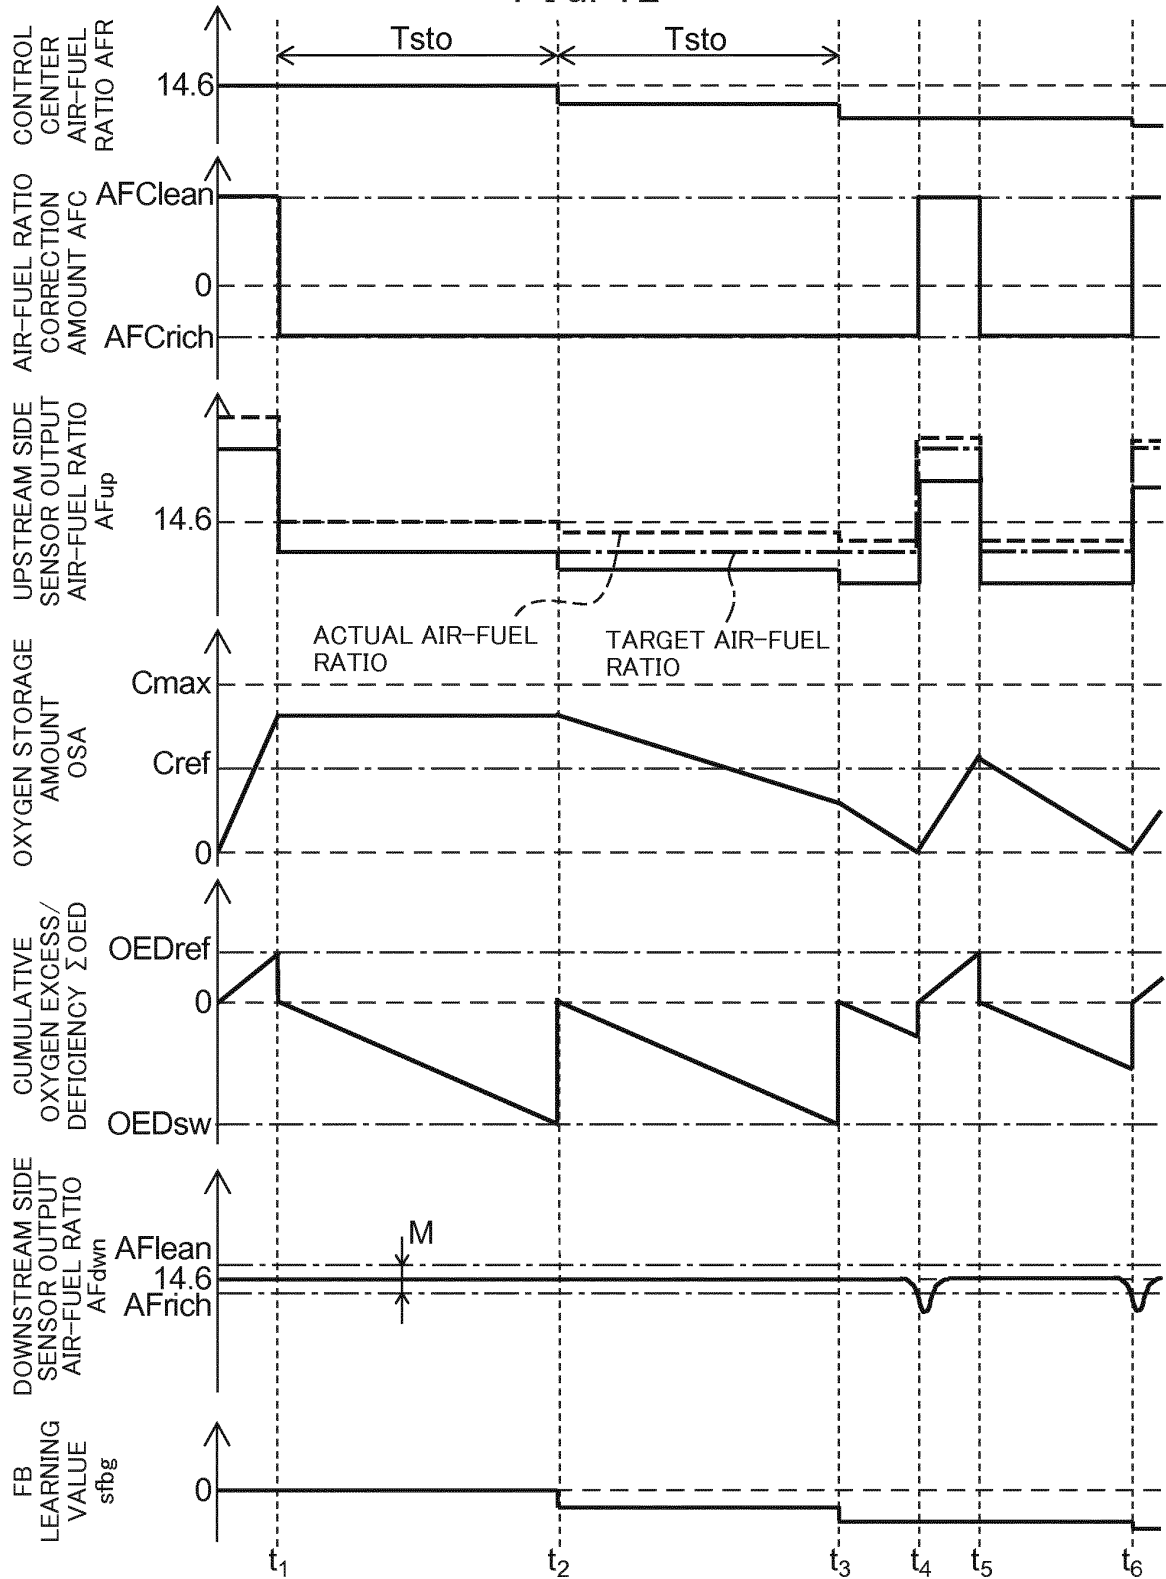 CONTROL
CENTER
AIR-FUEL
RATIO AFR
14.6
Tsto
Tsto
AIR-FUEL RATIO
CORRECTION
AMOUNT AFC
AFClean
0
AFCrich
UPSTREAM SIDE
SENSOR OUTPUT
AIR-FUEL RATIO
AFup
14.6
ACTUAL AIR-FUEL
RATIO
TARGET AIR-FUEL
RATIO
OXYGEN STORAGE
AMOUNT
OSA
Cmax
Cref
0
CUMULATIVE
OXYGEN EXCESS/
DEFICIENCY ΣOED
OEDref
0
OEDsw
DOWNSTREAM SIDE
SENSOR OUTPUT
AIR-FUEL RATIO
AFdwn
AFlean
14.6
AFrich
M
FB
LEARNING
VALUE
sfbg
0
t1 t2 t3 t4 t5 t6